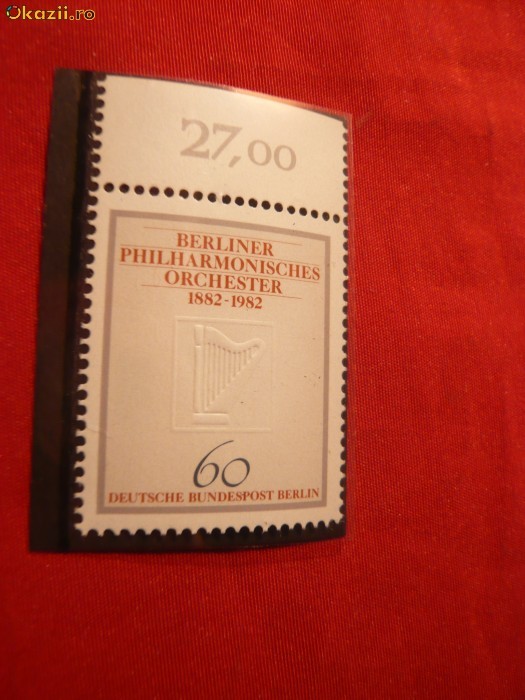 Okazii.ro
27,00
BERLINER
PHILHARMONISCHES
ORCHESTER
1882-1982
60
DEUTSCHE BUNDESPOST BERLIN